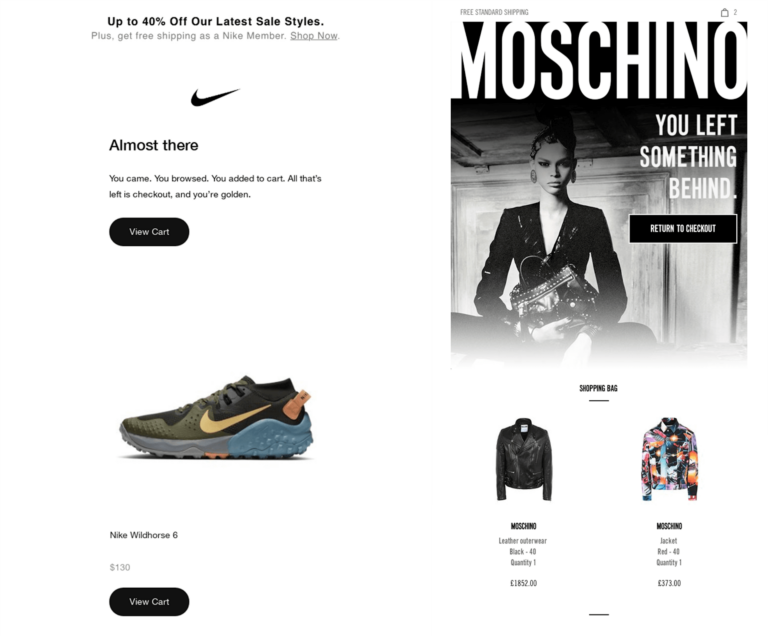 Up to 40% Off Our Latest Sale Styles.
Plus, get free shipping as a Nike Member. Shop Now.
Almost there
You came. You browsed. You added to cart. All that's
left is checkout, and you're golden.
View Cart
Nike Wildhorse 6
$130
View Cart
FREE STANDARD SHIPPING
2
MOSCHINO
YOU LEFT
SOMETHING
BEHIND.
RETURN TO CHECKOUT
SHOPPING BAG
MOSCHINO
Leather outerwear
Black - 40
Quantity 1
£1852.00
MOSCHINO
Jacket
Red - 40
Quantity 1
£373.00